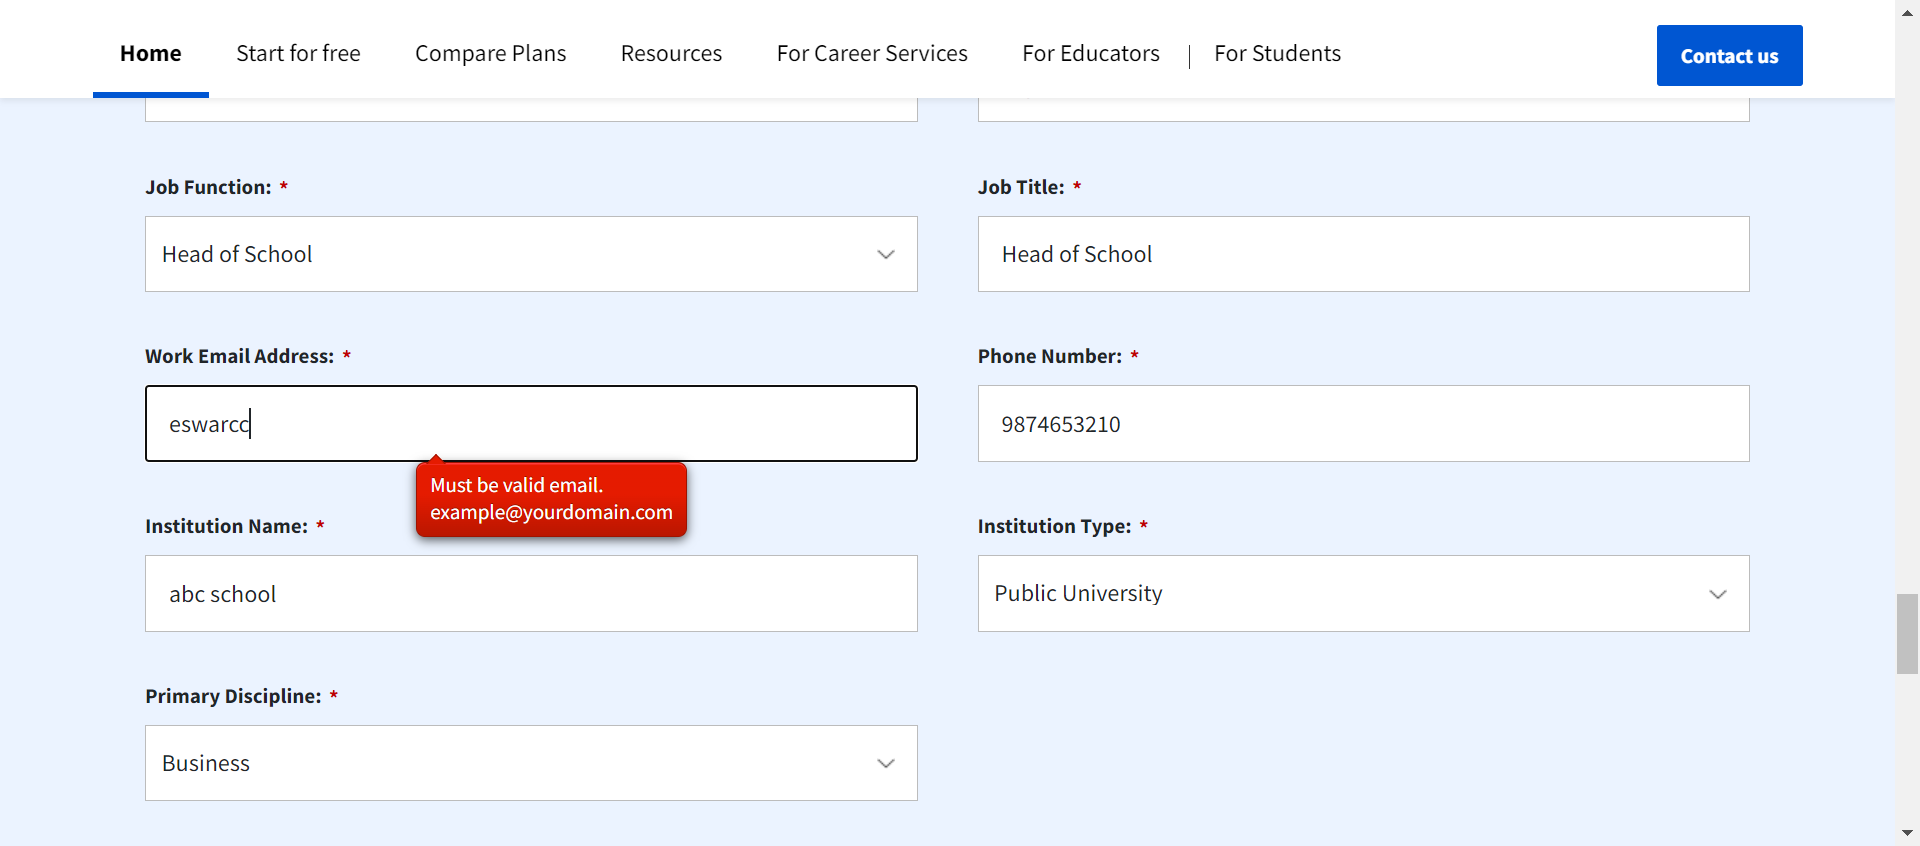 Home Start for free Compare Plans Resources For Career Services For Educators | For Students Contact us
Job Function: * Job Title: *
Head of School Head of School
Work Email Address: * Phone Number: *
eswarcc 9874653210
Must be valid email.
example@yourdomain.com
Institution Name: * Institution Type: *
abc school Public University
Primary Discipline: *
Business